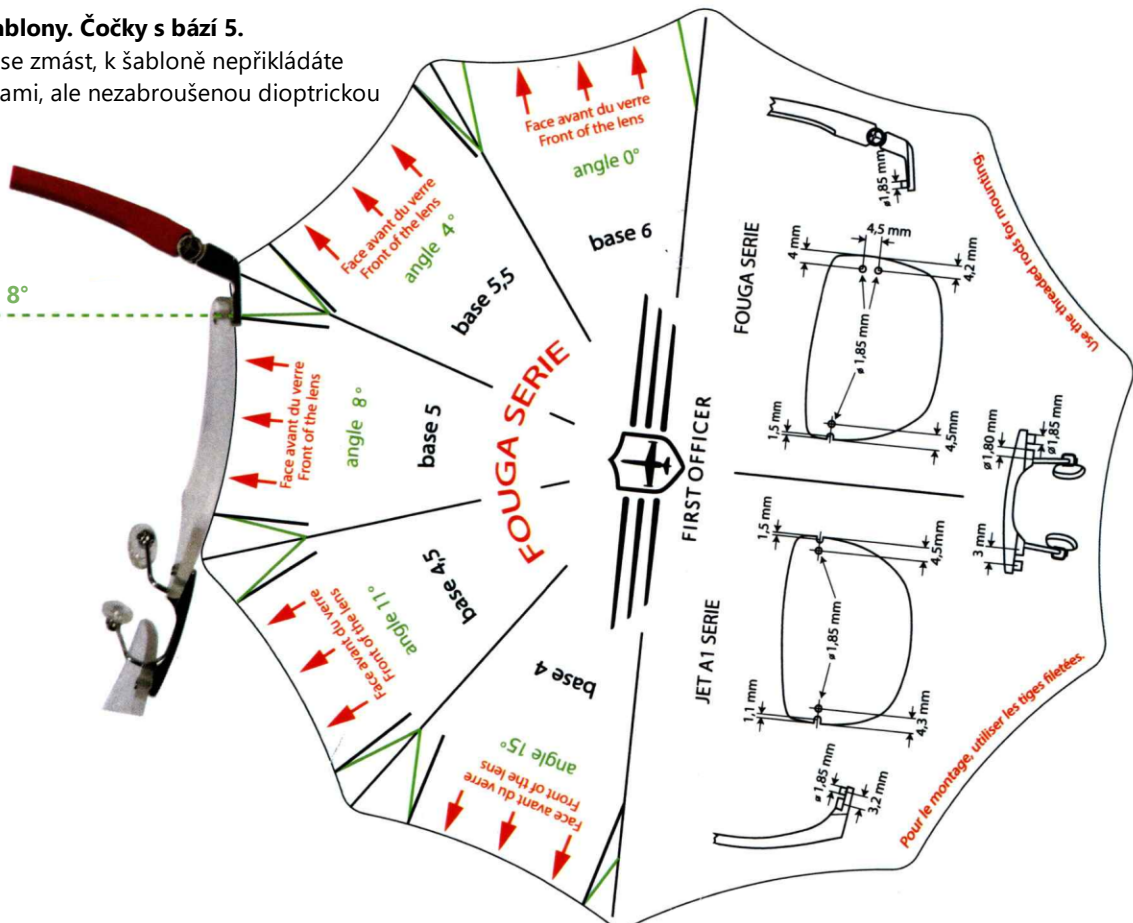 ablony. Čočky s bází 5.
se zmást, k šabloně nepřikládáte
ami, ale nezabroušenou dioptrickou
8°
Face avant du verre
Front of the lens
angle 0°
base 6
Face avant du verre
Front of the lens
angle 4°
base 5,5
Face avant du verre
Front of the lens
angle 8°
base 5
Face avant du verre
Front of the lens
angle 11°
base 4,5
Face avant du verre
Front of the lens
angle 15°
base 4
FOUGA SERIE
FIRST OFFICER
FOUGA SERIE
ø1,85 mm
4 mm
4,5 mm
4,2 mm
ø 1,85 mm
1,5 mm
4,5mm
Use the threaded rods for mounting.
ø1,80 mm
ø1,85 mm
3 mm
JET A1 SERIE
1,5 mm
4,5mm
ø1,85 mm
1,1 mm
4,3 mm
ø 1,85 mm
3,2 mm
Pour le montage, utiliser les tiges filetées.